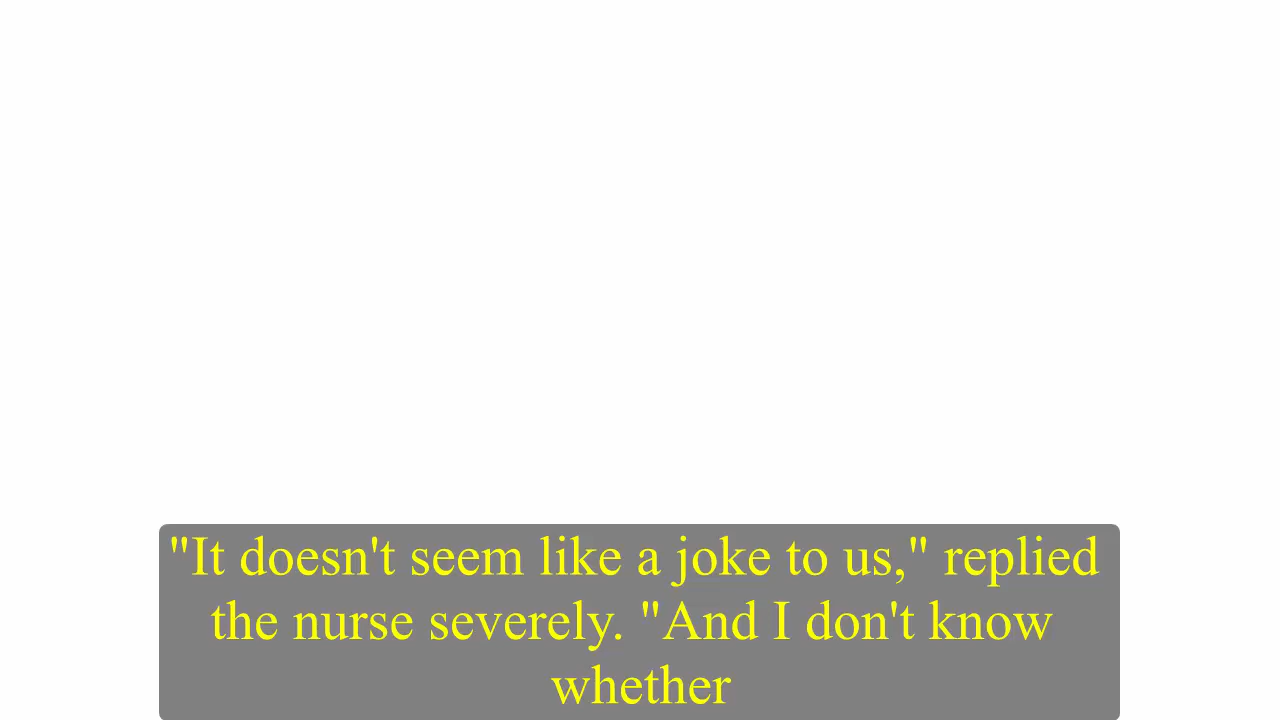 "It doesn't seem like a joke to us," replied
the nurse severely. "And I don't know
whether